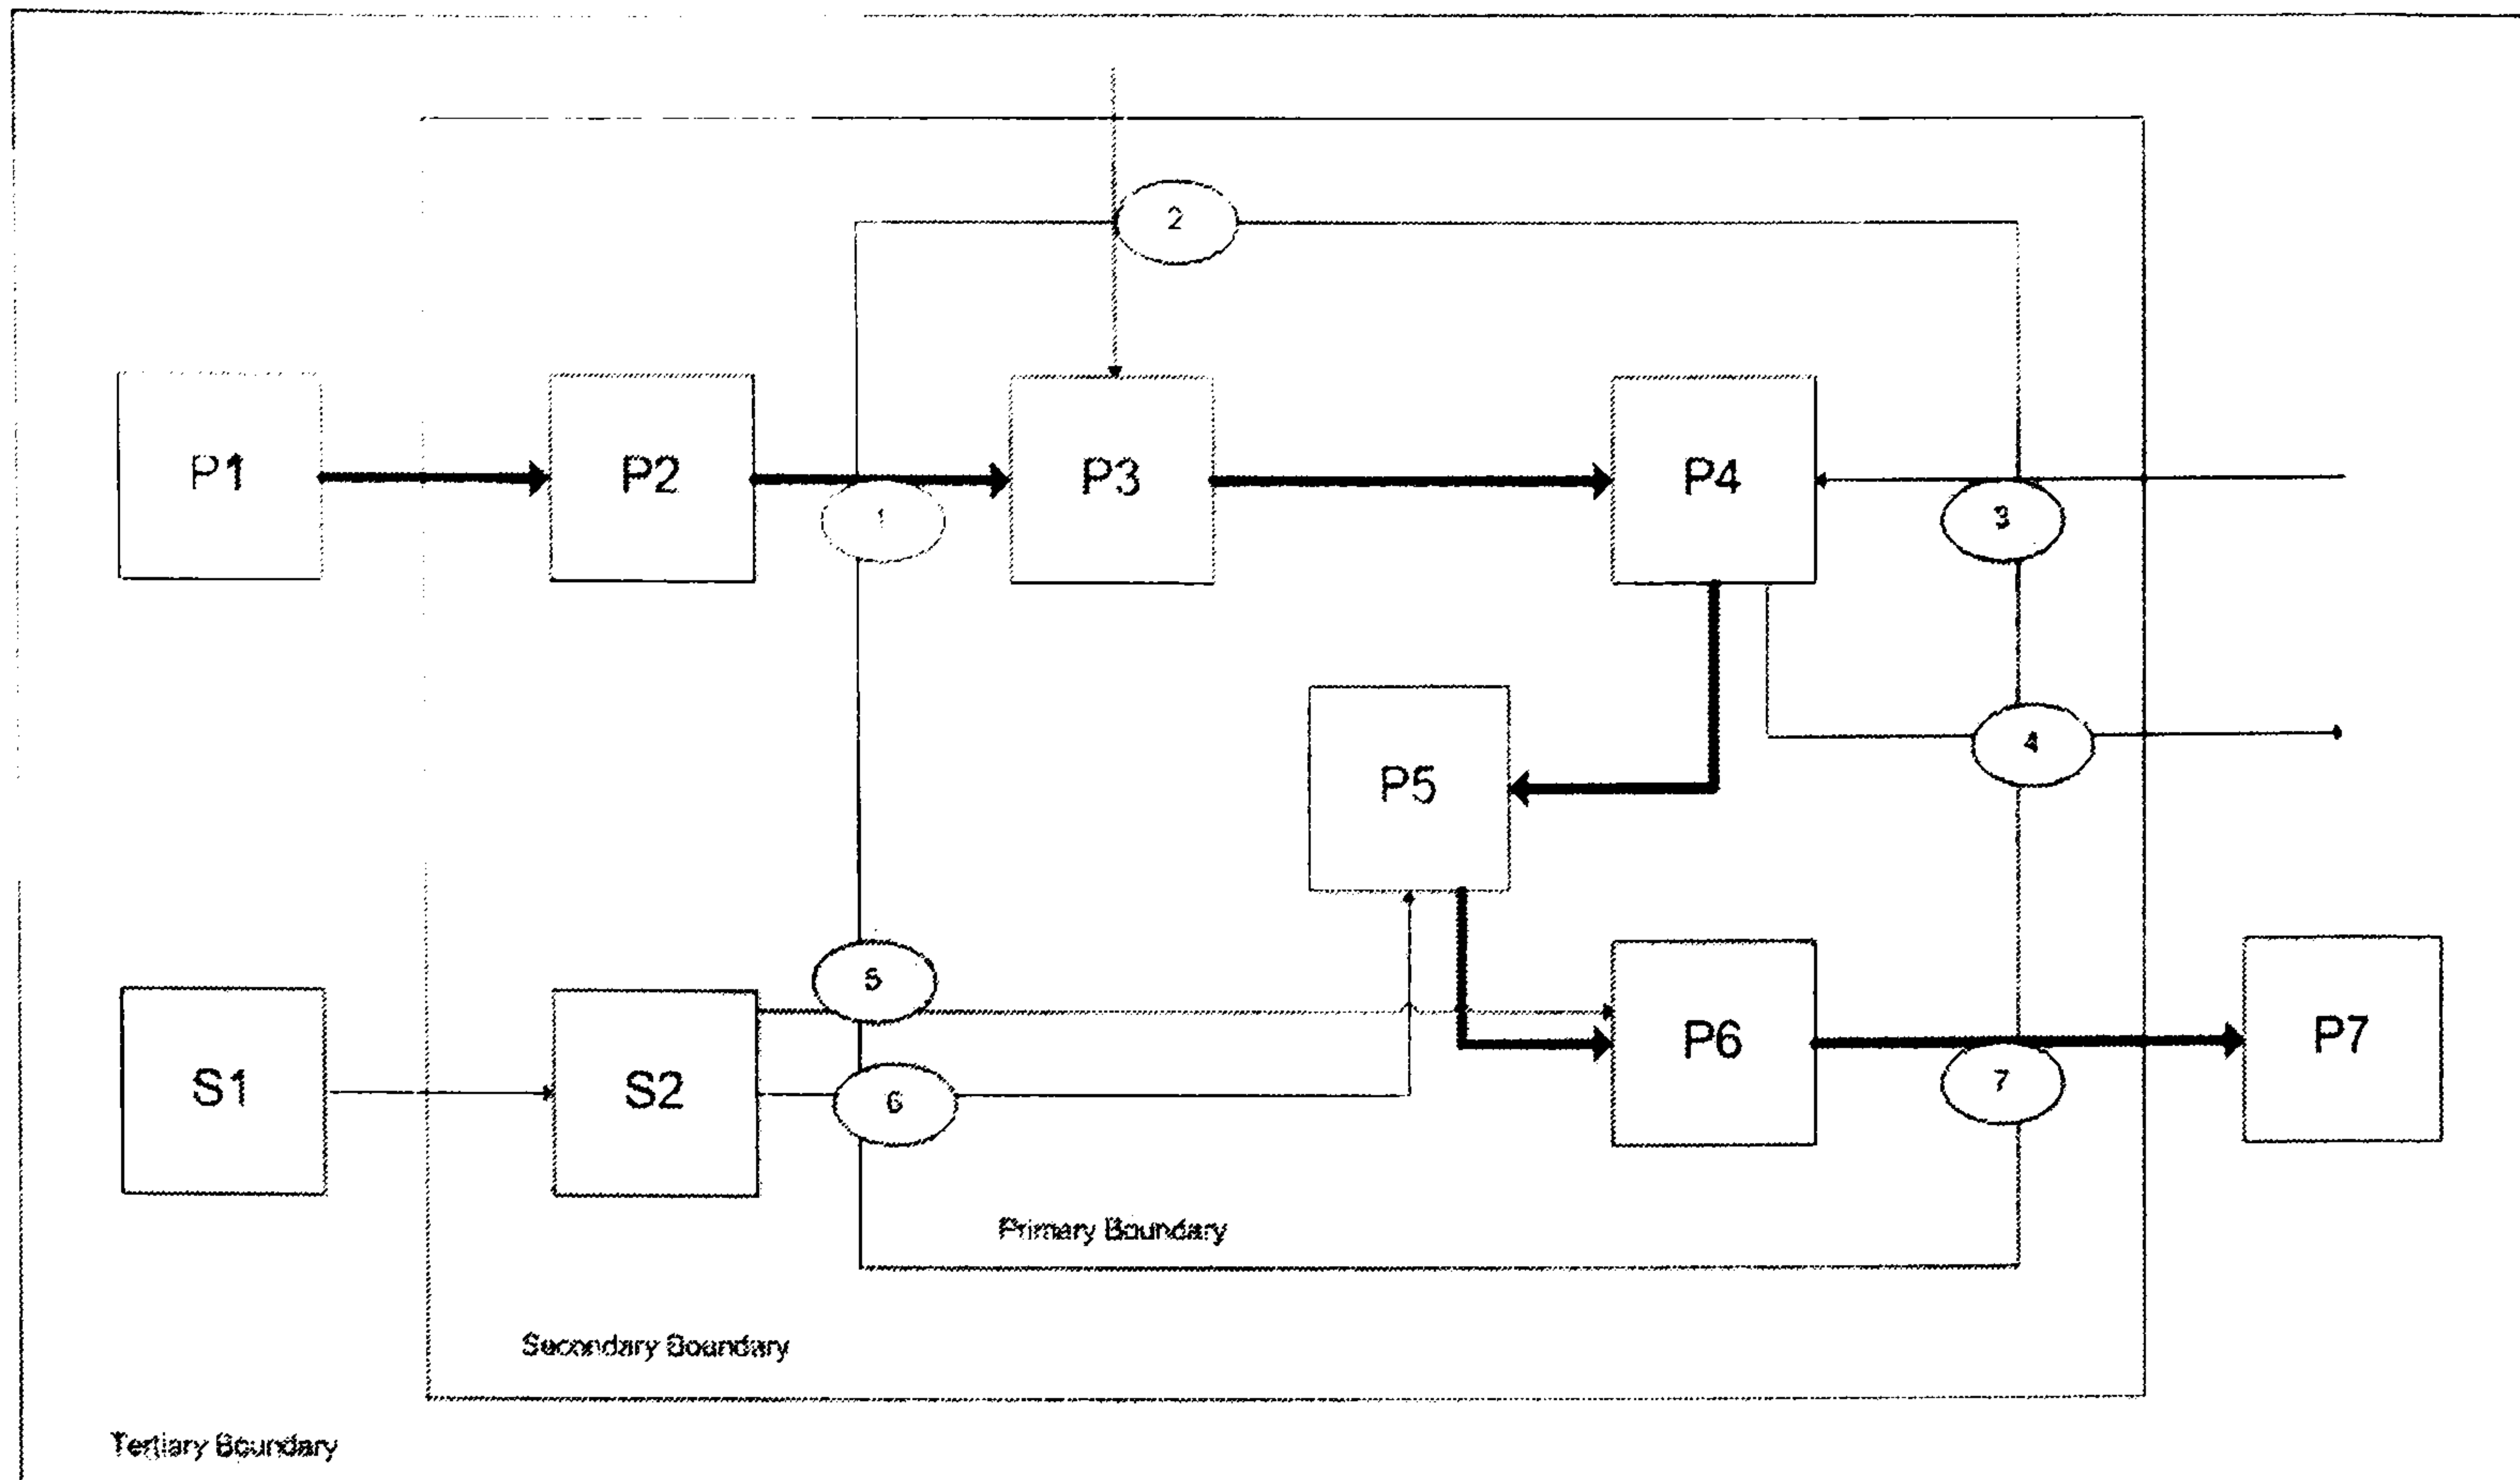 2
P1
P2
P3
P4
1
3
P5
4
5
S1
S2
6
P6
7
P7
Primary Boundary
Secondary Boundary
Tertiary Boundary